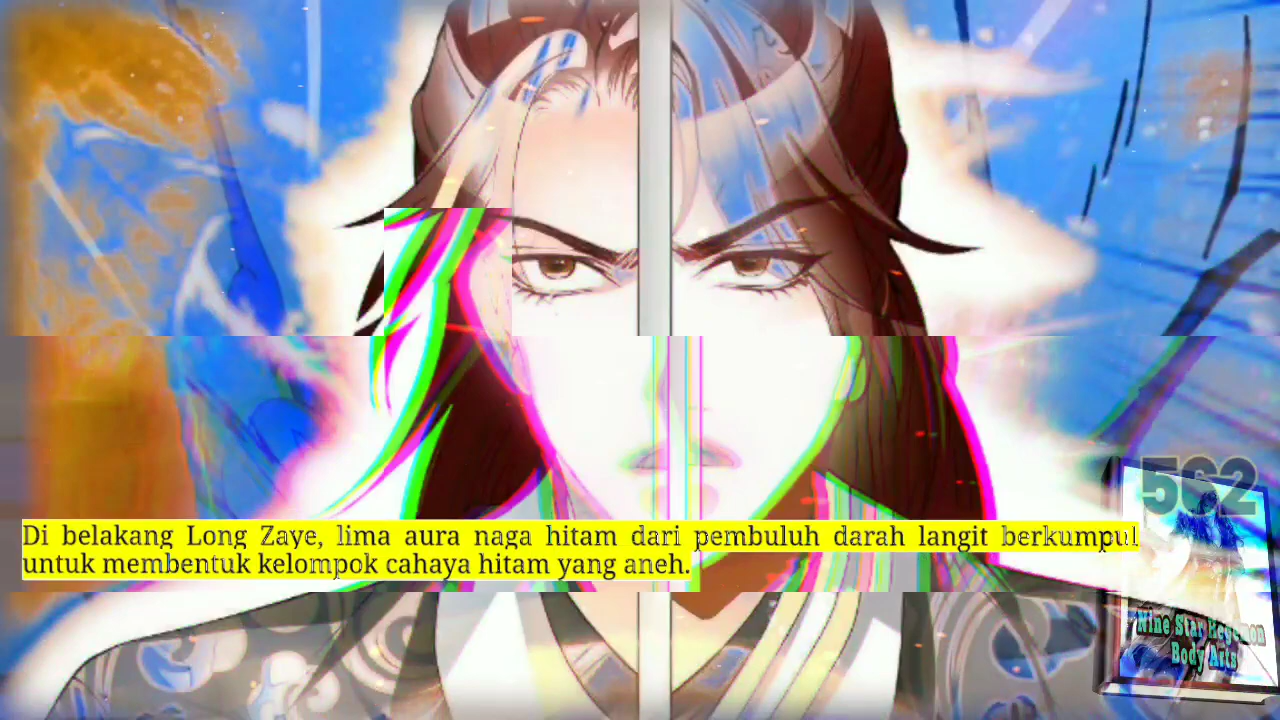 562
Di belakang Long Zaye, lima aura naga hitam dari pembuluh darah langit berkumpul
untuk membentuk kelompok cahaya hitam yang aneh.
Nine Star Hegemon
Body Arts